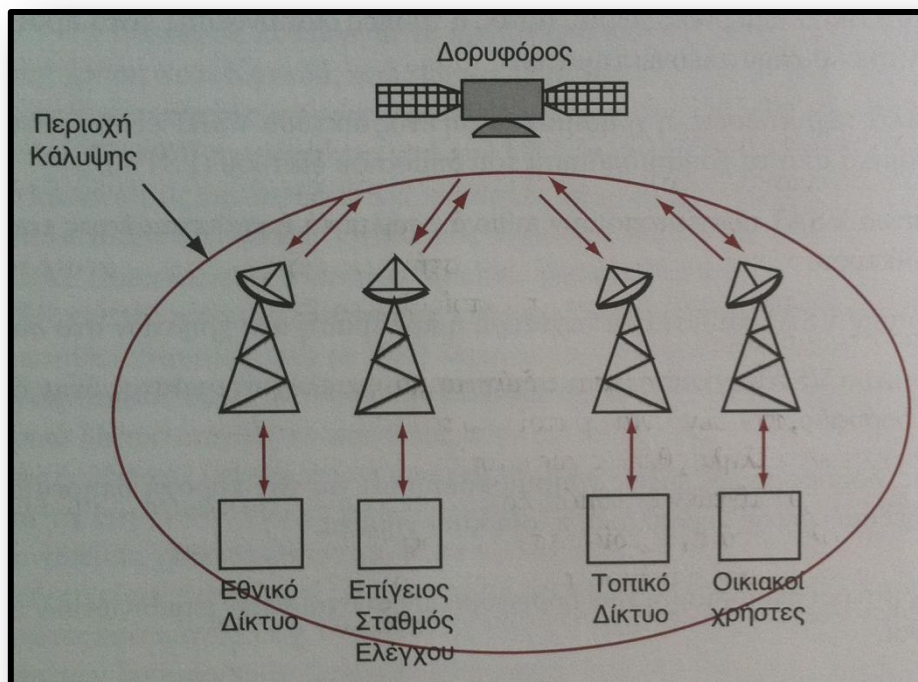 Δορυφόρος
Περιοχή
Κάλυψης
Εθνικό
Δίκτυο
Επίγειος
Σταθμός
Ελέγχου
Τοπικό
Δίκτυο
Οικιακοί
χρήστες